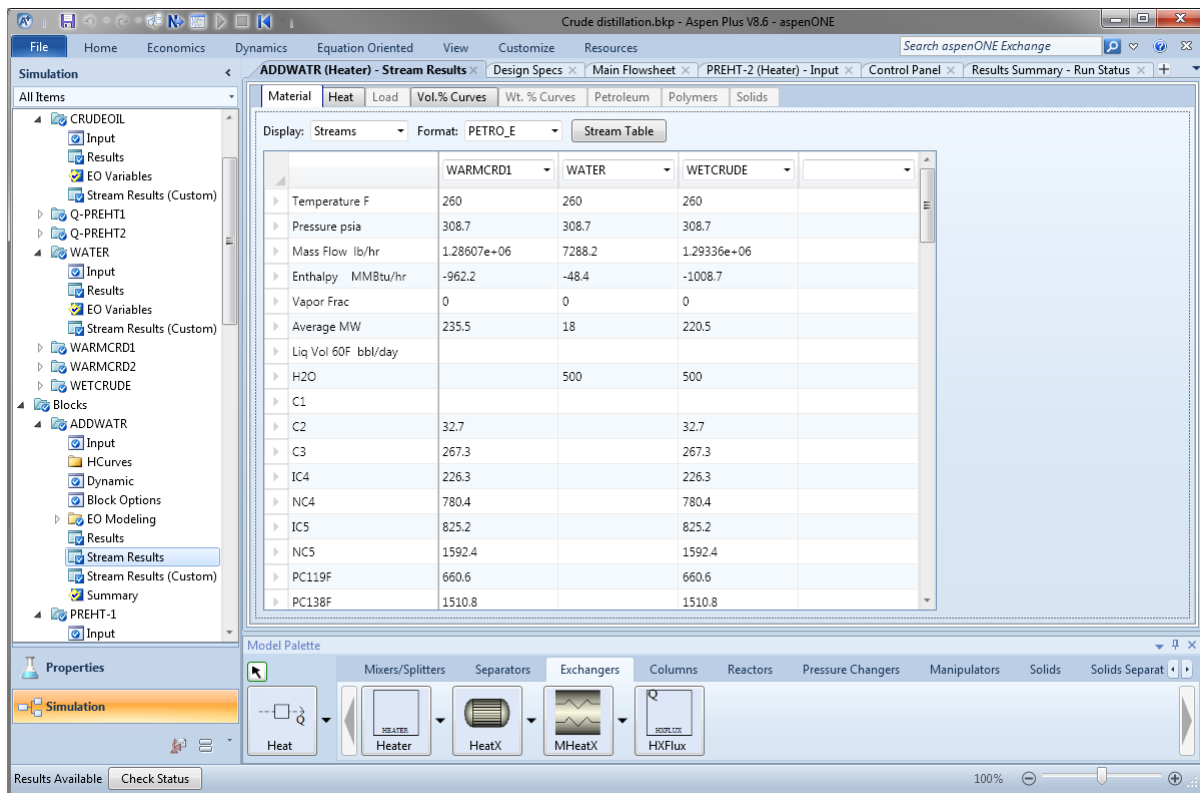 Crude distillation.bkp - Aspen Plus V8.6 - aspenONE
File Home Economics Dynamics Equation Oriented View Customize Resources Search aspenONE Exchange
Simulation
All Items
CRUDEOIL
Input
Results
EO Variables
Stream Results (Custom)
Q-PREHT1
Q-PREHT2
WATER
Input
Results
EO Variables
Stream Results (Custom)
WARMCRD1
WARMCRD2
WETCRUDE
Blocks
ADDWATR
Input
HCurves
Dynamic
Block Options
EO Modeling
Results
Stream Results
Stream Results (Custom)
Summary
PREHT-1
Input
Properties
Simulation
ADDWATR (Heater) - Stream Results Design Specs Main Flowsheet PREHT-2 (Heater) - Input Control Panel Results Summary - Run Status
Material Heat Load Vol.% Curves Wt. % Curves Petroleum Polymers Solids
Display: Streams Format: PETRO_E Stream Table
WARMCRD1 WATER WETCRUDE
Temperature F 260 260 260
Pressure psia 308.7 308.7 308.7
Mass Flow lb/hr 1.28607e+06 7288.2 1.29336e+06
Enthalpy MMBtu/hr -962.2 -48.4 -1008.7
Vapor Frac 0 0 0
Average MW 235.5 18 220.5
Liq Vol 60F bbl/day
H2O 500 500
C1
C2 32.7 32.7
C3 267.3 267.3
IC4 226.3 226.3
NC4 780.4 780.4
IC5 825.2 825.2
NC5 1592.4 1592.4
PC119F 660.6 660.6
PC138F 1510.8 1510.8
Model Palette
Mixers/Splitters Separators Exchangers Columns Reactors Pressure Changers Manipulators Solids Solids Separat
Q
Heat
HEATER
Heater
HeatX
MHeatX
Q
HXFLUX
HXFlux
Results Available Check Status 100%